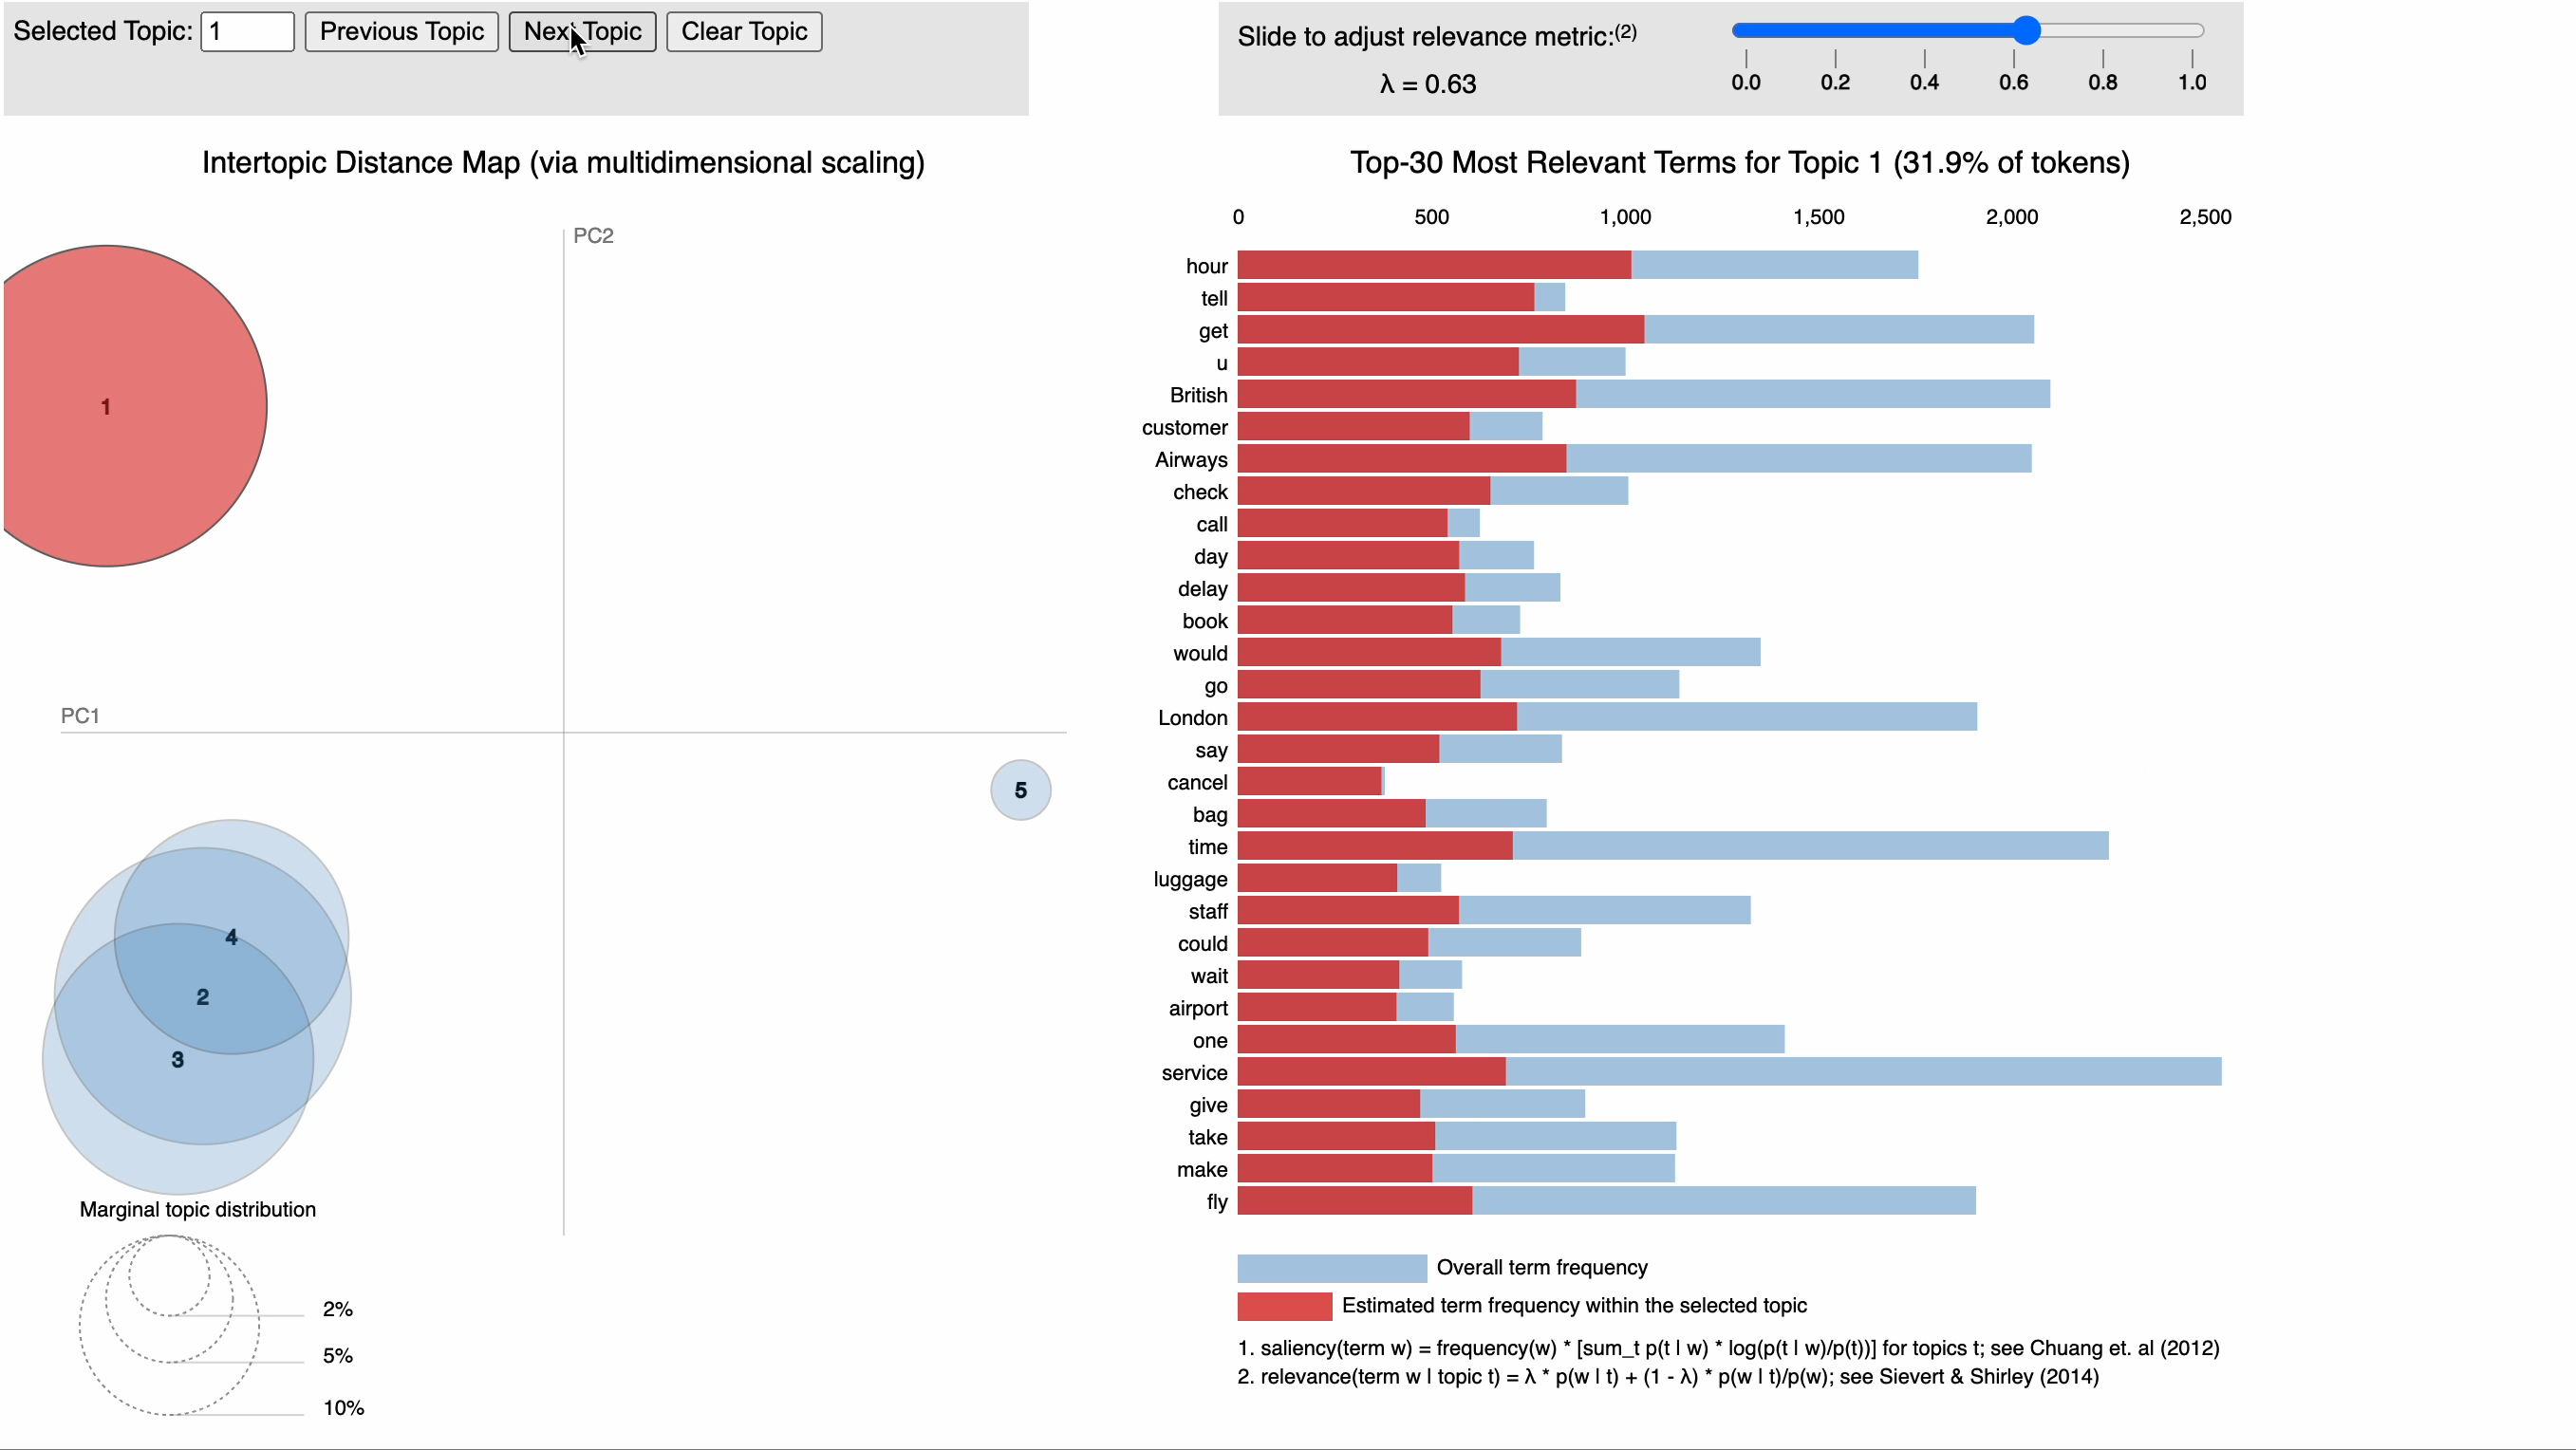 Selected Topic: 1 Previous Topic Next Topic Clear Topic
Slide to adjust relevance metric:(2)
λ = 0.63
0.0 0.2 0.4 0.6 0.8 1.0
Intertopic Distance Map (via multidimensional scaling)
PC2
PC1
1
5
4
2
3
Marginal topic distribution
2%
5%
10%
Top-30 Most Relevant Terms for Topic 1 (31.9% of tokens)
0 500 1,000 1,500 2,000 2,500
hour
tell
get
u
British
customer
Airways
check
call
day
delay
book
would
go
London
say
cancel
bag
time
luggage
staff
could
wait
airport
one
service
give
take
make
fly
Overall term frequency
Estimated term frequency within the selected topic
1. saliency(term w) = frequency(w) * [sum_t p(t | w) * log(p(t | w)/p(t))] for topics t; see Chuang et. al (2012)
2. relevance(term w | topic t) = λ * p(w | t) + (1 - λ) * p(w | t)/p(w); see Sievert & Shirley (2014)